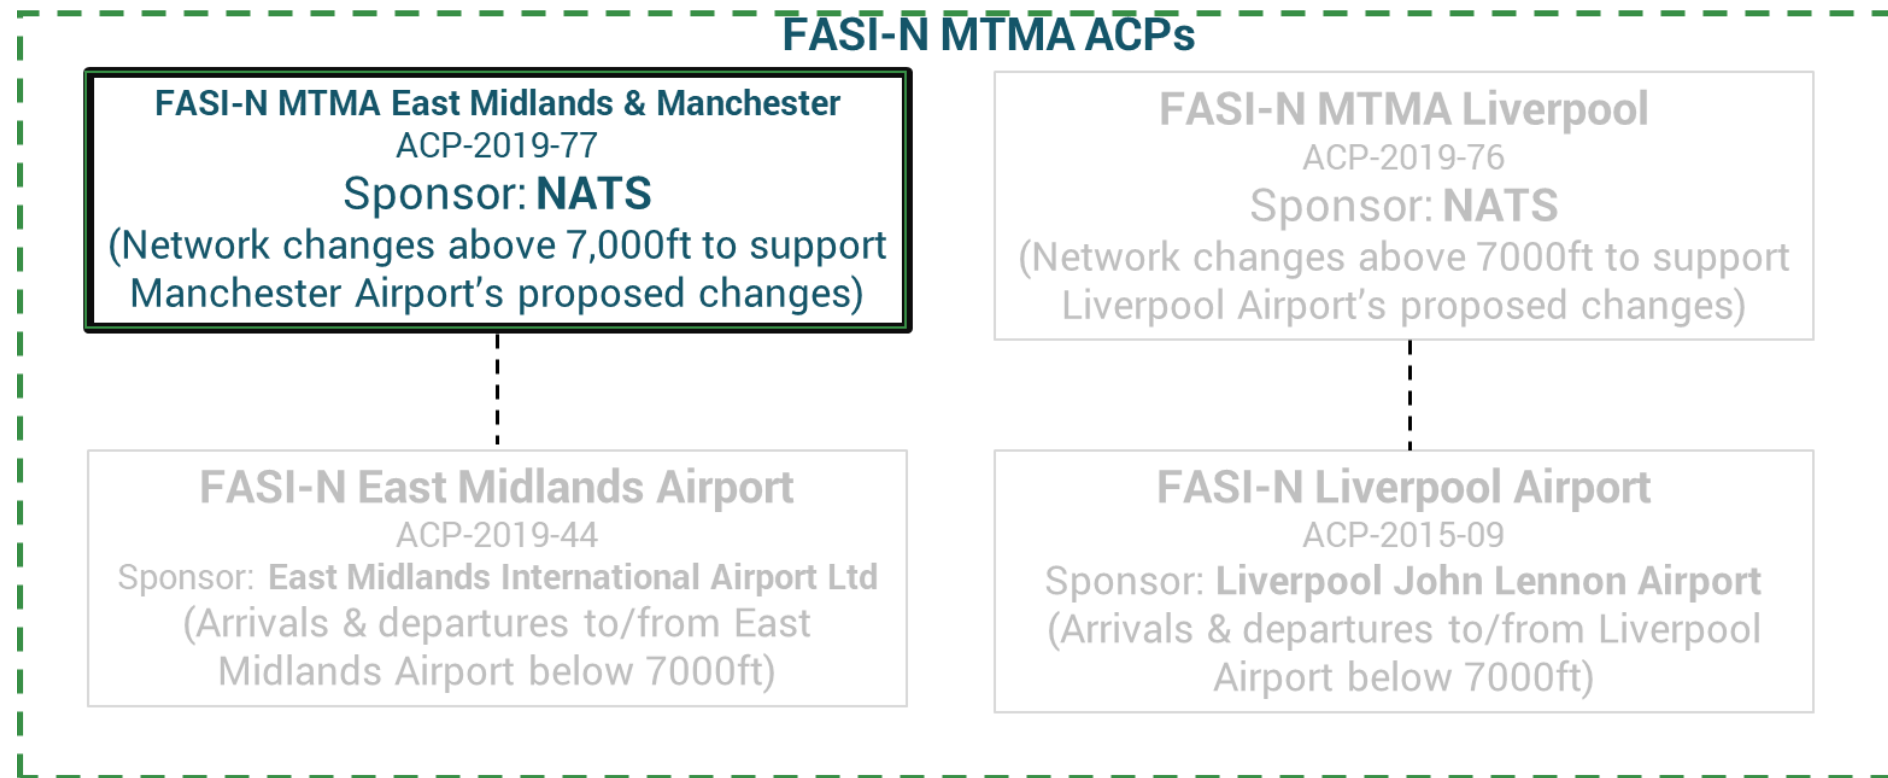 FASI-N MTMA ACPs
FASI-N MTMA East Midlands & Manchester
ACP-2019-77
Sponsor: NATS
(Network changes above 7,000ft to support
Manchester Airport's proposed changes)
FASI-N MTMA Liverpool
ACP-2019-76
Sponsor: NATS
(Network changes above 7000ft to support
Liverpool Airport's proposed changes)
FASI-N East Midlands Airport
ACP-2019-44
Sponsor: East Midlands International Airport Ltd
(Arrivals & departures to/from East
Midlands Airport below 7000ft)
FASI-N Liverpool Airport
ACP-2015-09
Sponsor: Liverpool John Lennon Airport
(Arrivals & departures to/from Liverpool
Airport below 7000ft)